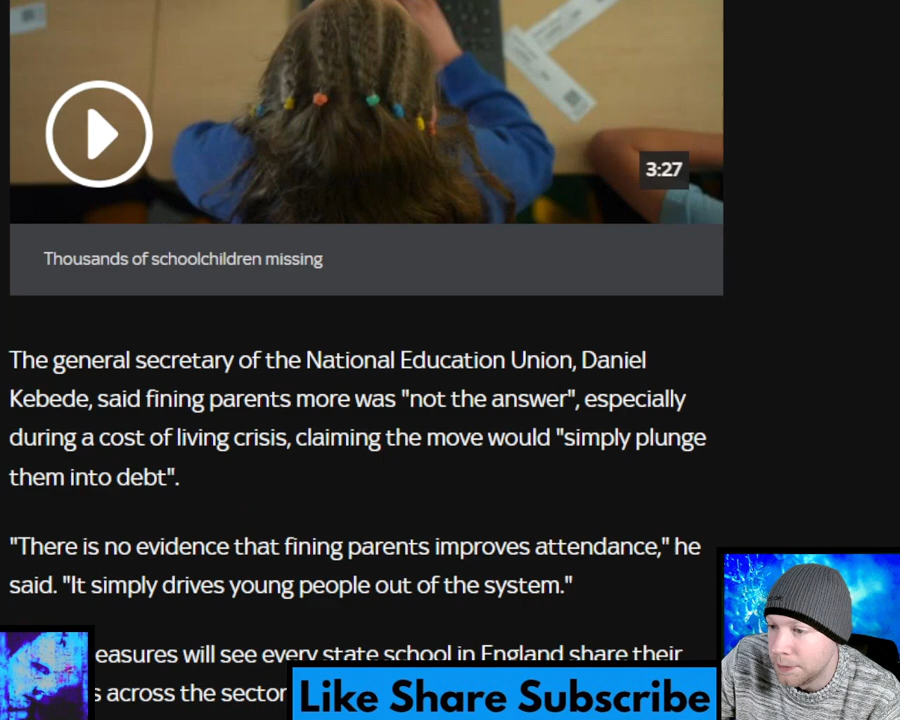 3:27
Thousands of schoolchildren missing
The general secretary of the National Education Union, Daniel
Kebede, said fining parents more was "not the answer", especially
during a cost of living crisis, claiming the move would "simply plunge
them into debt".
"There is no evidence that fining parents improves attendance," he
said. "It simply drives young people out of the system."
easures will see every state school in England share their
s across the sector
Like Share Subscribe